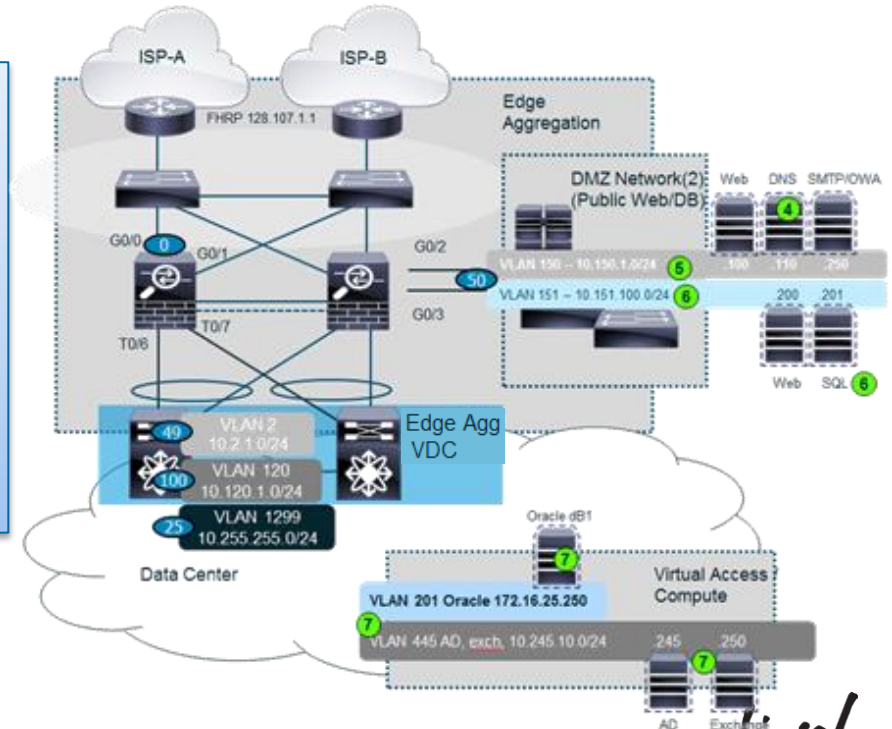 ISP-A
ISP-B
FHRP 128.107.1.1
Edge
Aggregation
DMZ Network(2)
(Public Web/DB)
Web DNS SMTP/OWA
4
G0/0
0
G0/1
G0/2
50
VLAN 150 – 10.150.1.0/24 5 .100 .110 .250
VLAN 151 – 10.151.100.0/24 6 200 201
G0/3
T0/6
T0/7
Web SQL 6
49
VLAN 2
10.2.1.0/24
Edge Agg
VDC
100
VLAN 120
10.120.1.0/24
25
VLAN 1299
10.255.255.0/24
Data Center
Oracle dB1
7
Virtual Access
Compute
VLAN 201 Oracle 172.16.25.250
7
VLAN 445 AD, exch, 10.245.10.0/24 .245 .250
7
AD Exchange